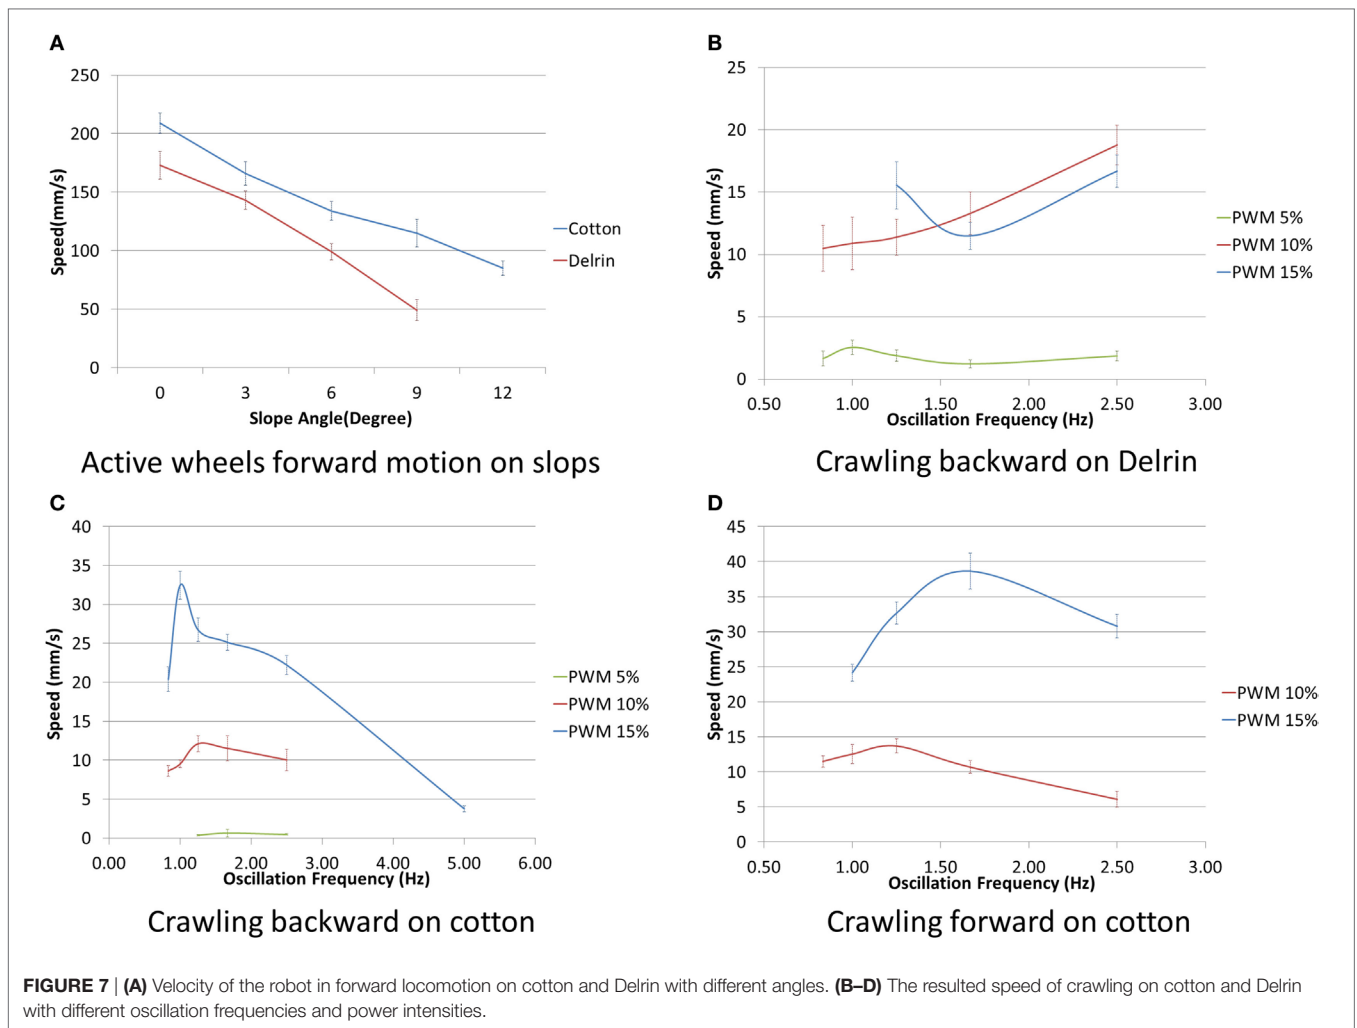 A
250
200
150
100
50
0
Speed(mm/s)
0 3 6 9 12
Slope Angle(Degree)
Cotton
Delrin
Active wheels forward motion on slops
B
25
20
15
10
5
0
Speed (mm/s)
0.50 1.00 1.50 2.00 2.50 3.00
Oscillation Frequency (Hz)
PWM 5%
PWM 10%
PWM 15%
Crawling backward on Delrin
C
40
35
30
25
20
15
10
5
0
Speed (mm/s)
0.00 1.00 2.00 3.00 4.00 5.00 6.00
Oscillation Frequency (Hz)
PWM 5%
PWM 10%
PWM 15%
Crawling backward on cotton
D
45
40
35
30
25
20
15
10
5
0
Speed (mm/s)
0.50 1.00 1.50 2.00 2.50 3.00
Oscillation Frequency (Hz)
PWM 10%
PWM 15%
Crawling forward on cotton
FIGURE 7 | (A) Velocity of the robot in forward locomotion on cotton and Delrin with different angles. (B–D) The resulted speed of crawling on cotton and Delrin
with different oscillation frequencies and power intensities.